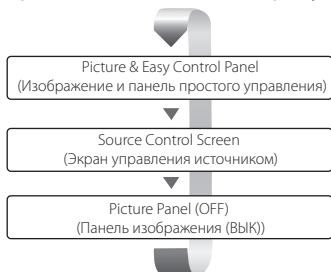 Picture & Easy Control Panel
(Изображение и панель простого управления)
Source Control Screen
(Экран управления источником)
Picture Panel (OFF)
(Панель изображения (ВЫК))